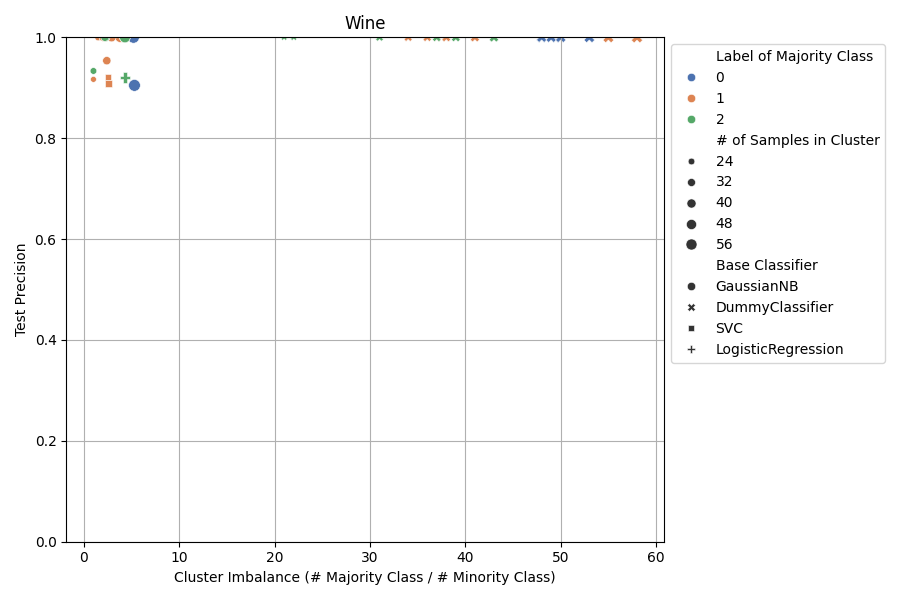 Wine
1.0
0.8
0.6
0.4
0.2
0.0
Test Precision
0 10 20 30 40 50 60
Cluster Imbalance (# Majority Class / # Minority Class)
Label of Majority Class
0
1
2
# of Samples in Cluster
24
32
40
48
56
Base Classifier
GaussianNB
DummyClassifier
SVC
LogisticRegression